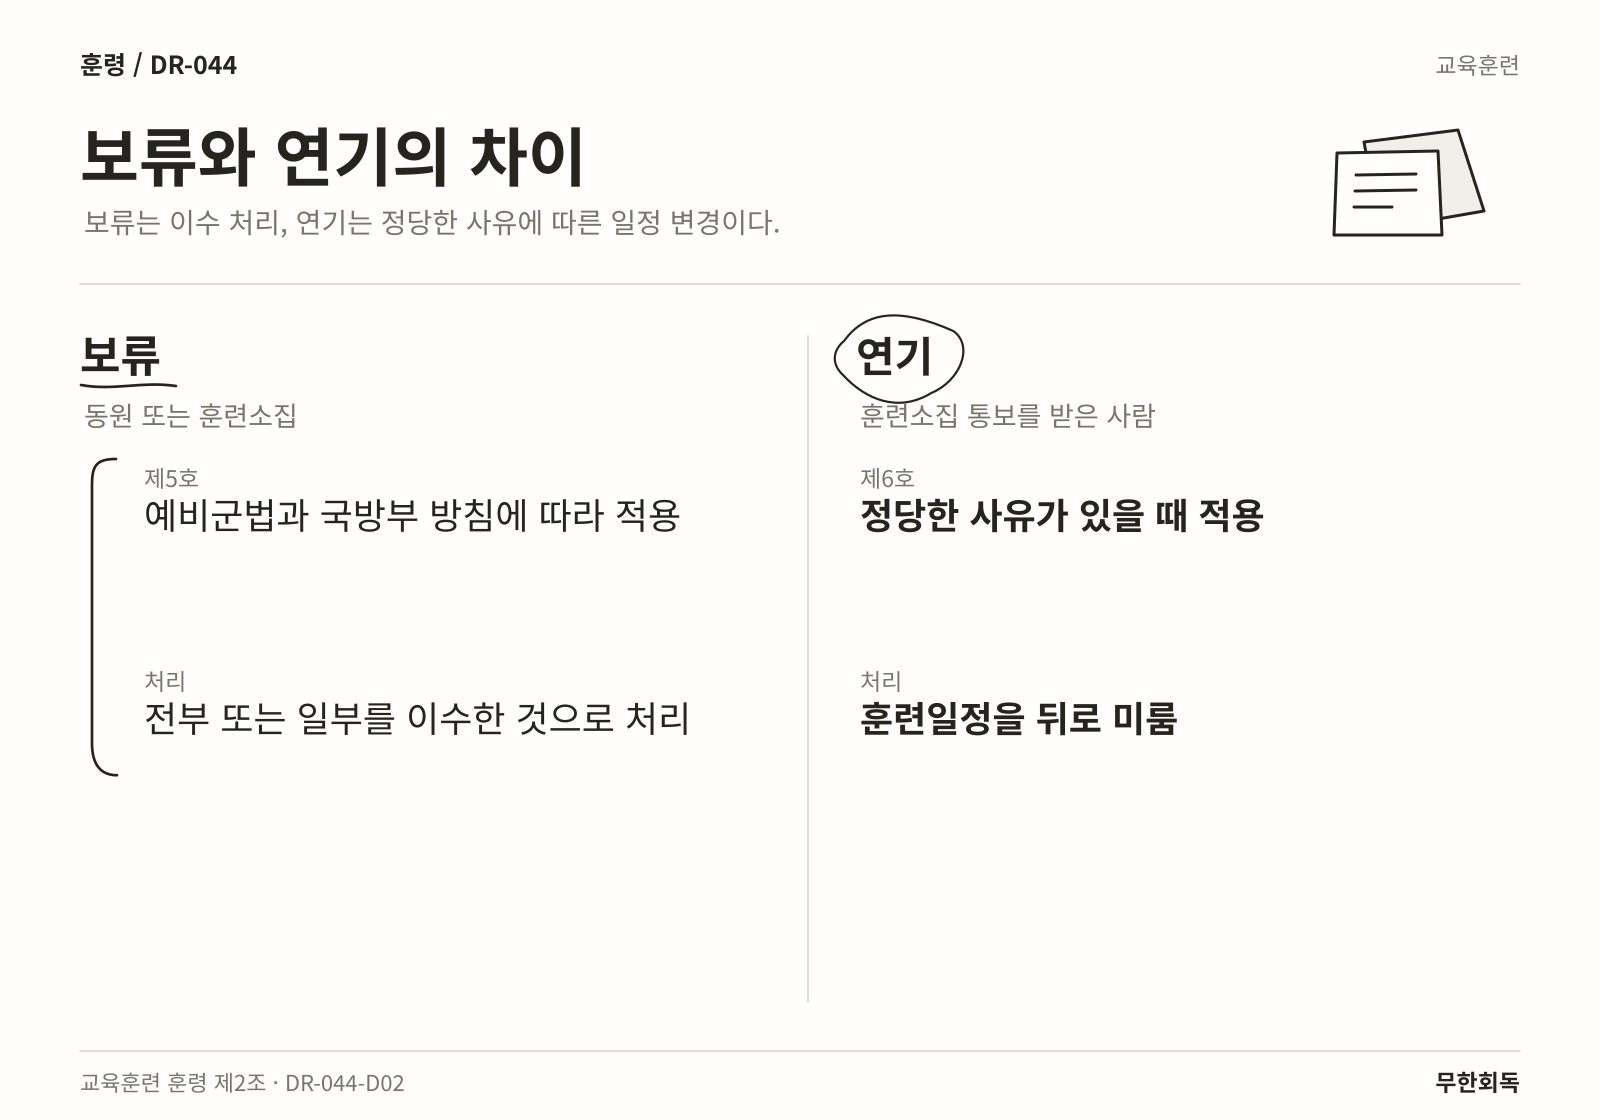 훈령 / DR-044
교육훈련
보류와 연기의 차이
보류는 이수 처리, 연기는 정당한 사유에 따른 일정 변경이다.
보류
동원 또는 훈련소집
제5호
예비군법과 국방부 방침에 따라 적용
처리
전부 또는 일부를 이수한 것으로 처리
연기
훈련소집 통보를 받은 사람
제6호
정당한 사유가 있을 때 적용
처리
훈련일정을 뒤로 미룸
교육훈련 훈령 제2조 · DR-044-D02
무한회독